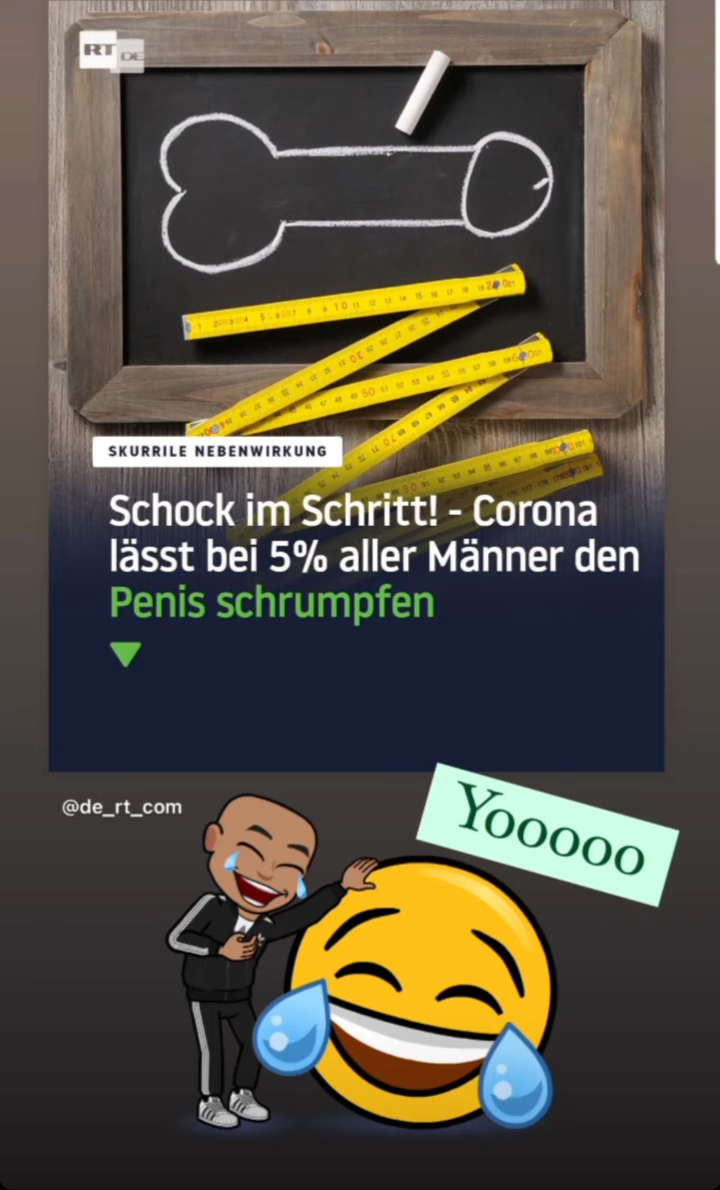 RT DE
SKURRILE NEBENWIRKUNG
Schock im Schritt! - Corona
lässt bei 5% aller Männer den
Penis schrumpfen
@de_rt_com
Yooooo